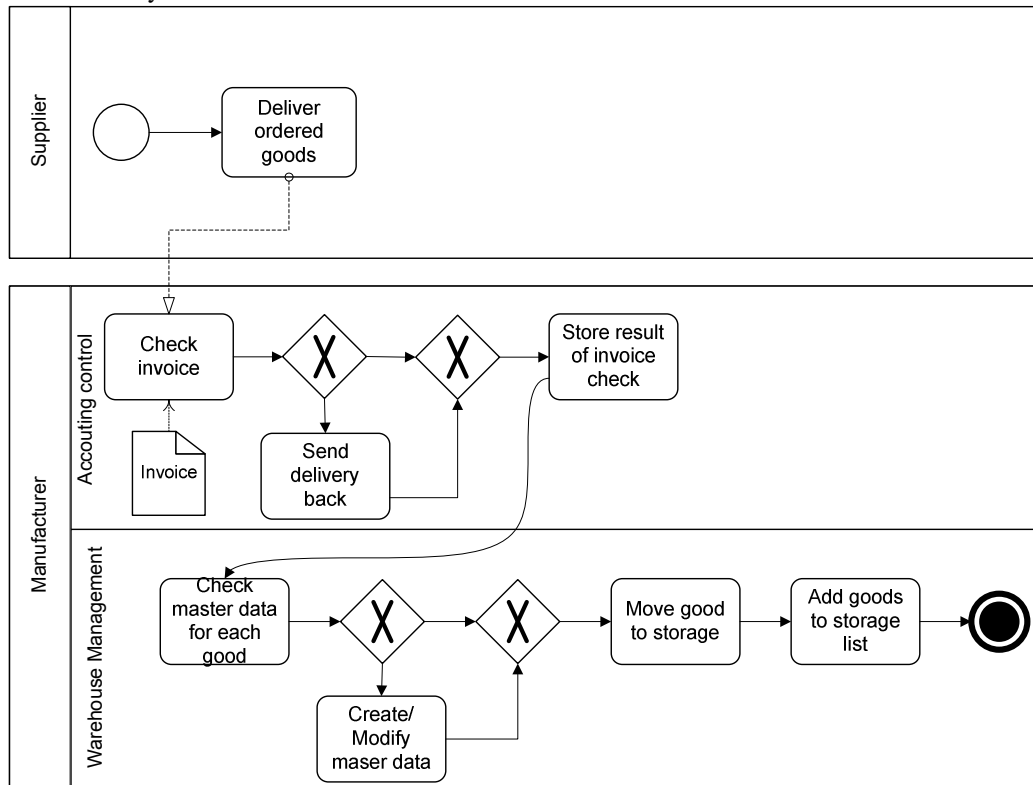 Supplier
Deliver
ordered
goods
Manufacturer
Accouting control
Check
invoice
Invoice
X
X
Send
delivery
back
Store result
of invoice
check
Warehouse Management
Check
master data
for each
good
X
X
Create/
Modify
maser data
Move good
to storage
Add goods
to storage
list